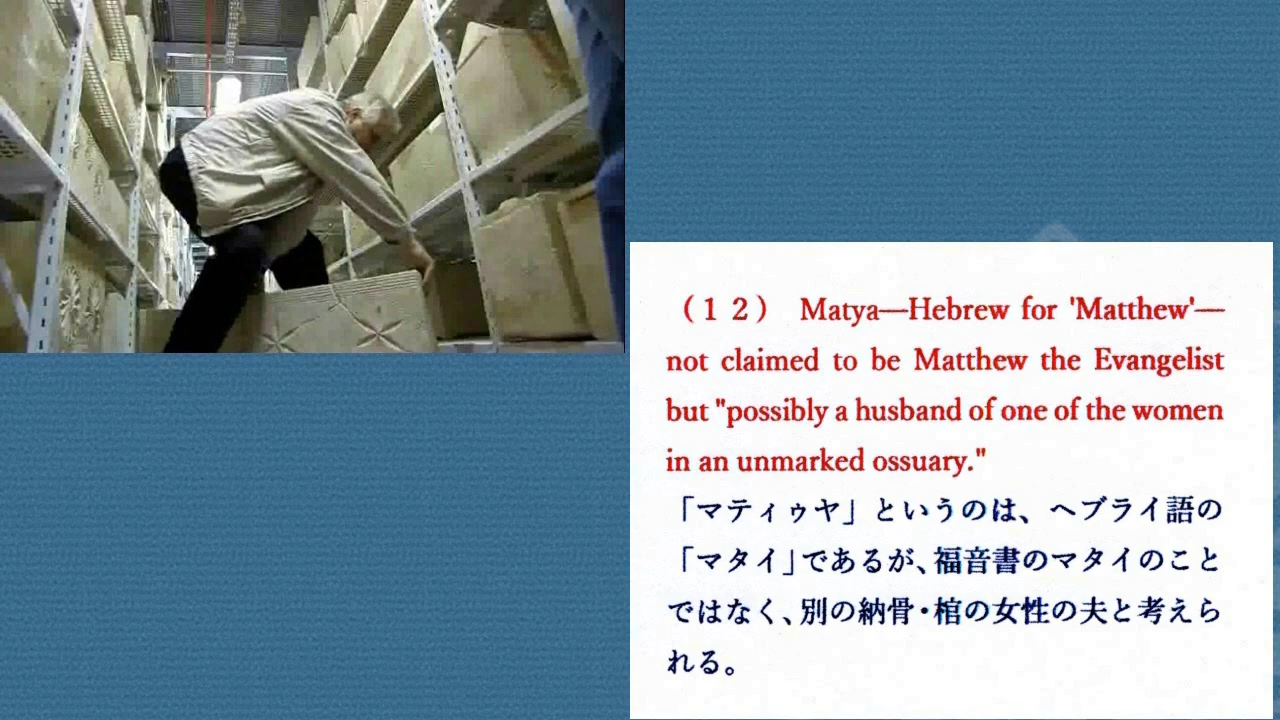 （１２） Matya—Hebrew for 'Matthew'—
not claimed to be Matthew the Evangelist
but "possibly a husband of one of the women
in an unmarked ossuary."
「マティゥヤ」というのは、ヘブライ語の
「マタイ」であるが、福音書のマタイのこと
ではなく、別の納骨・棺の女性の夫と考えら
れる。